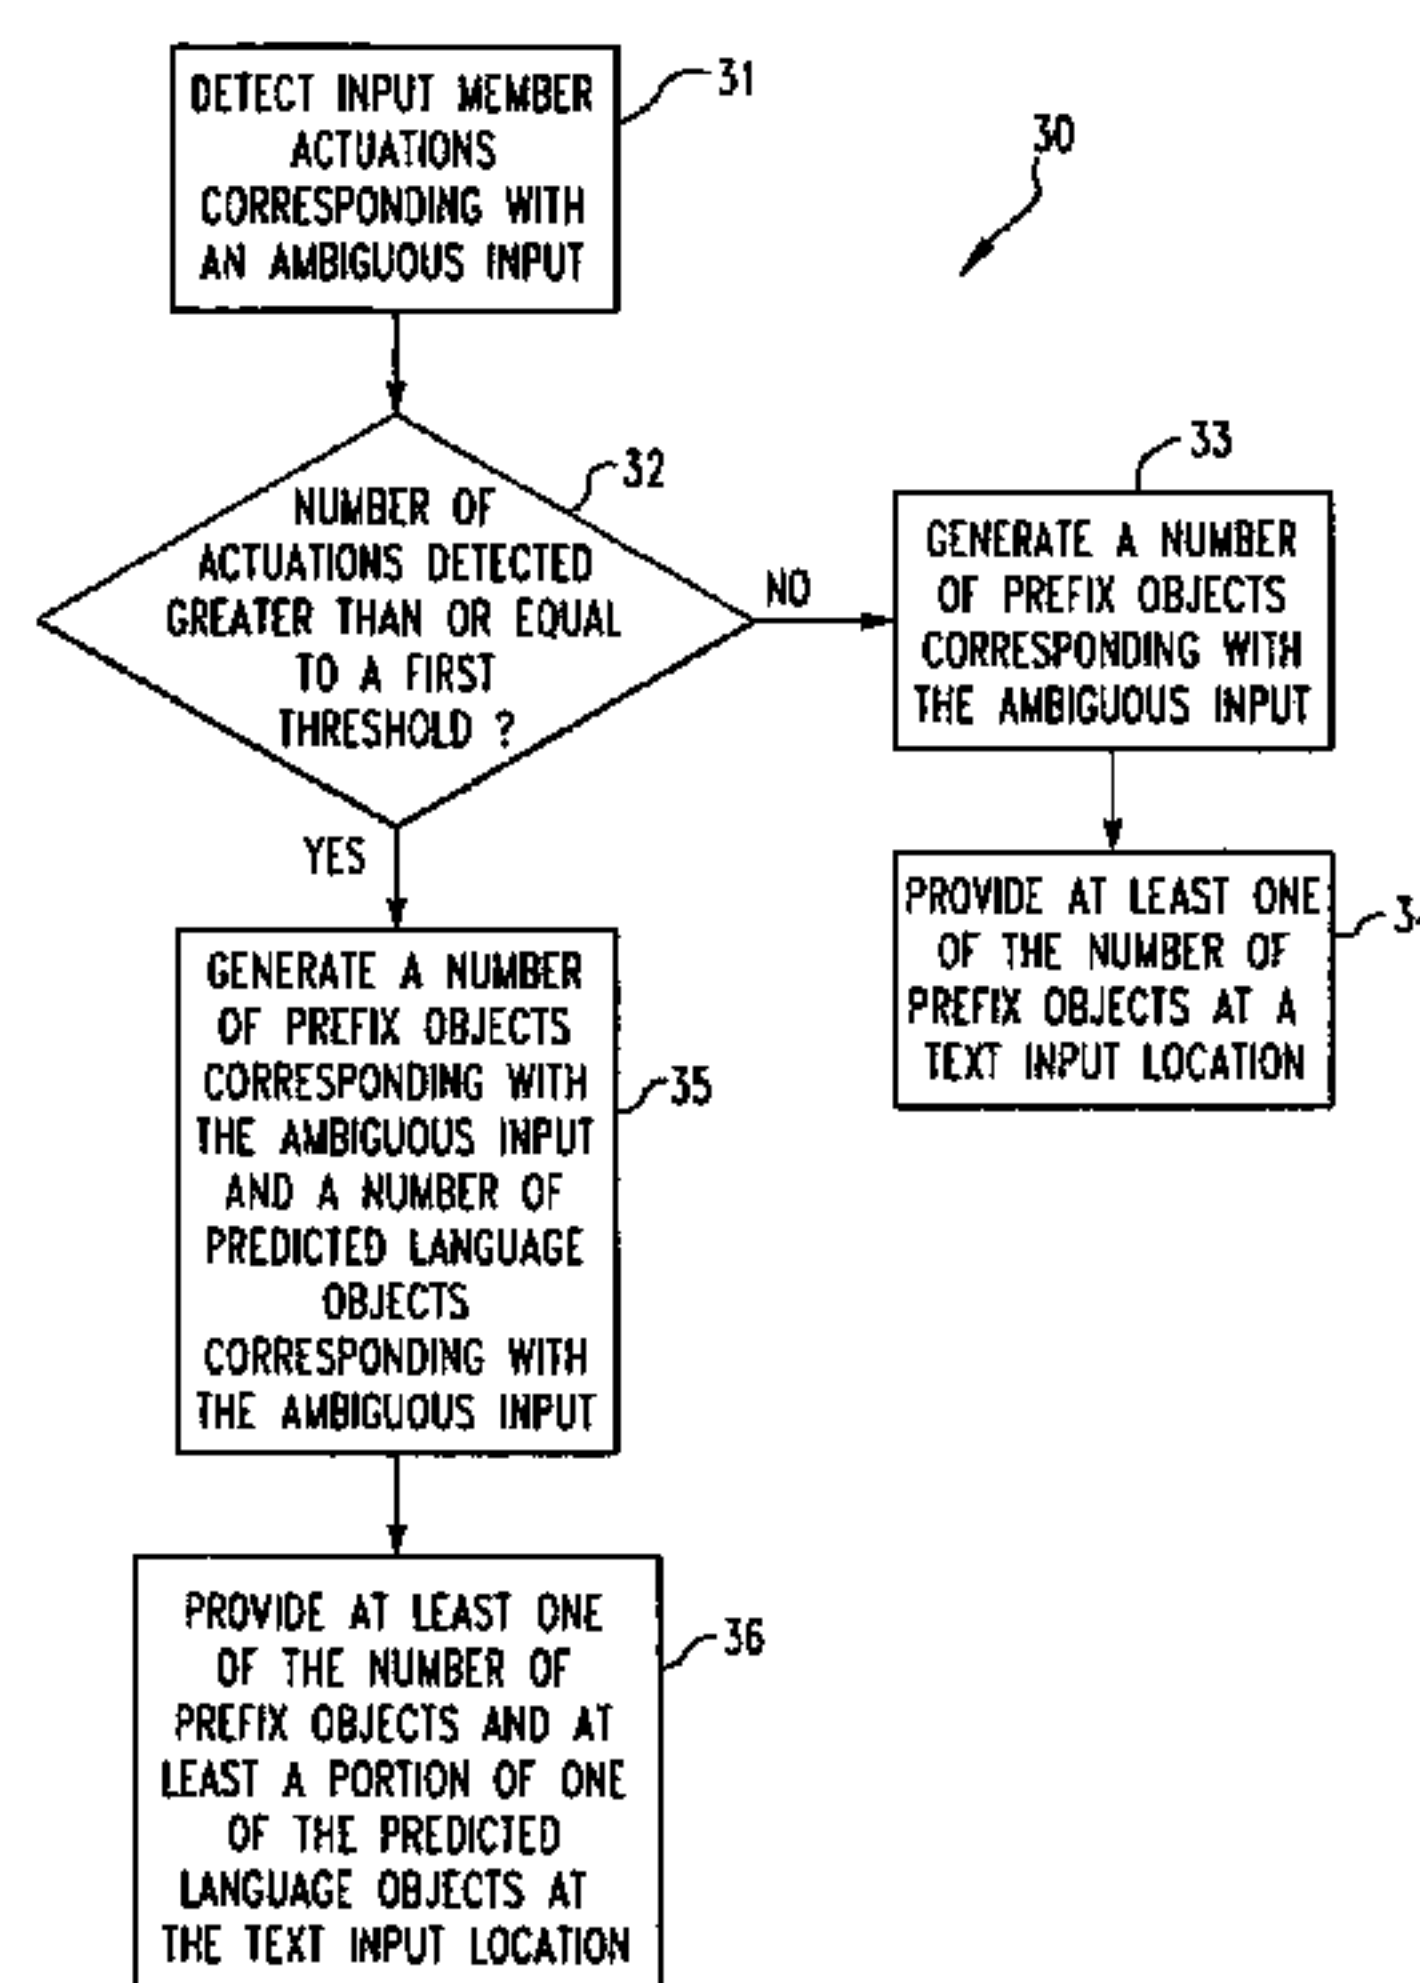 DETECT INPUT MEMBER
ACTUATIONS
CORRESPONDING WITH
AN AMBIGUOUS INPUT
31
30
NUMBER OF
ACTUATIONS DETECTED
GREATER THAN OR EQUAL
TO A FIRST
THRESHOLD ?
32
NO
33
GENERATE A NUMBER
OF PREFIX OBJECTS
CORRESPONDING WITH
THE AMBIGUOUS INPUT
PROVIDE AT LEAST ONE
OF THE NUMBER OF
PREFIX OBJECTS AT A
TEXT INPUT LOCATION
YES
GENERATE A NUMBER
OF PREFIX OBJECTS
CORRESPONDING WITH
THE AMBIGUOUS INPUT
AND A NUMBER OF
PREDICTED LANGUAGE
OBJECTS
CORRESPONDING WITH
THE AMBIGUOUS INPUT
35
PROVIDE AT LEAST ONE
OF THE NUMBER OF
PREFIX OBJECTS AND AT
LEAST A PORTION OF ONE
OF THE PREDICTED
LANGUAGE OBJECTS AT
THE TEXT INPUT LOCATION
36